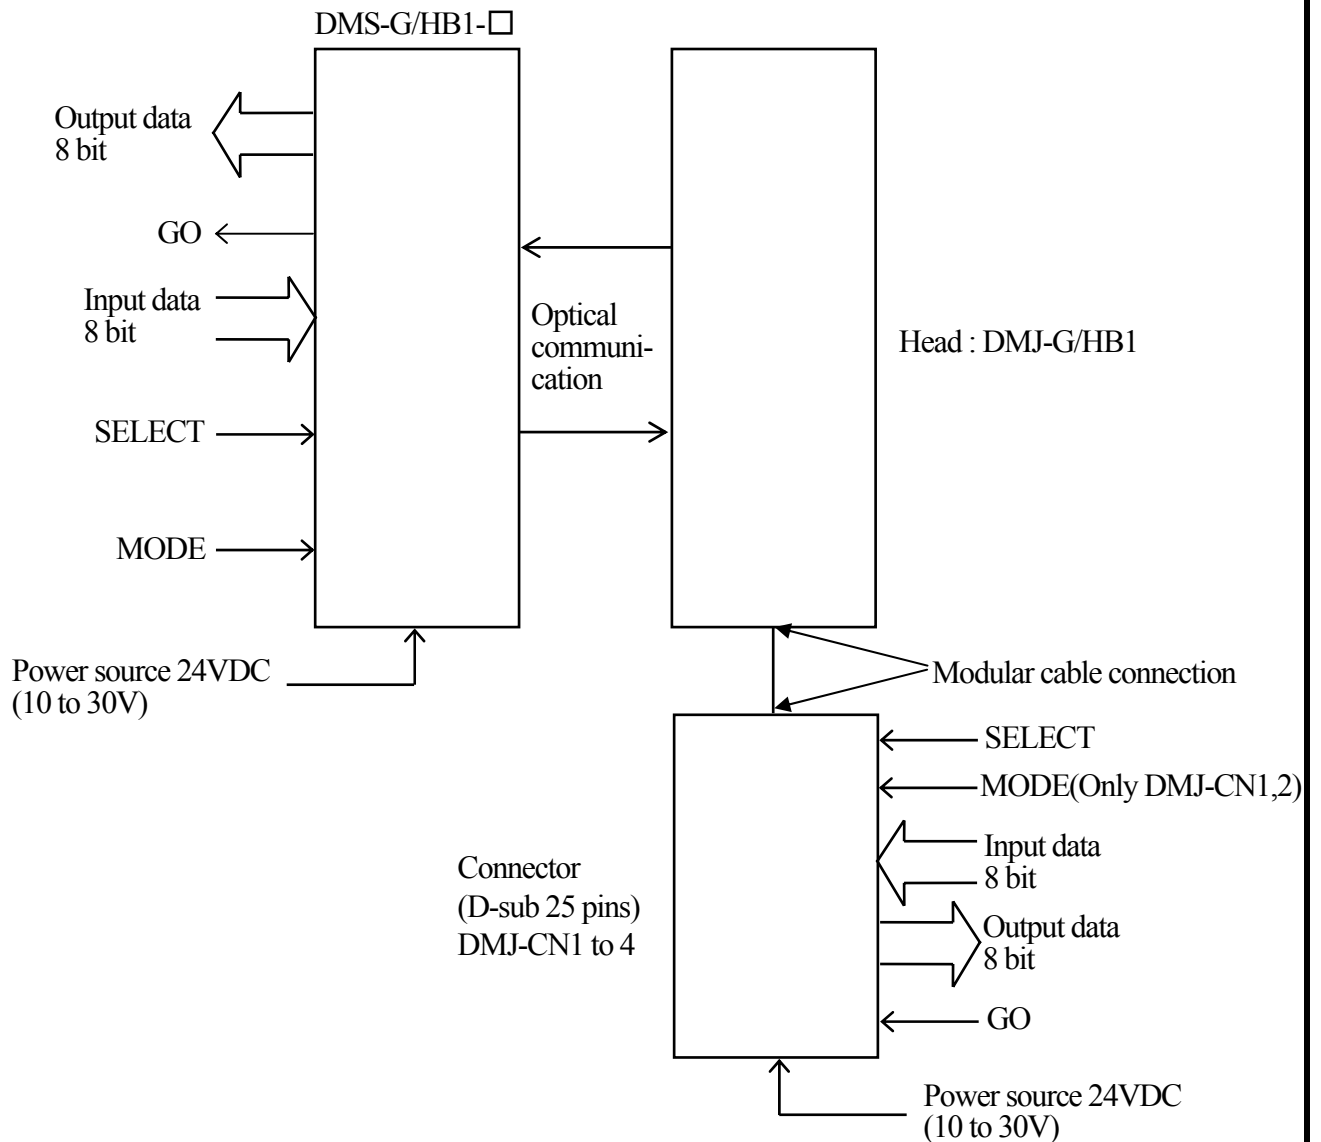 DMS-G/HB1-□
Output data
8 bit
GO
Input data
8 bit
SELECT
MODE
Optical
communi-
cation
Head : DMJ-G/HB1
Power source 24VDC
(10 to 30V)
Modular cable connection
SELECT
MODE(Only DMJ-CN1,2)
Input data
8 bit
Output data
8 bit
GO
Connector
(D-sub 25 pins)
DMJ-CN1 to 4
Power source 24VDC
(10 to 30V)